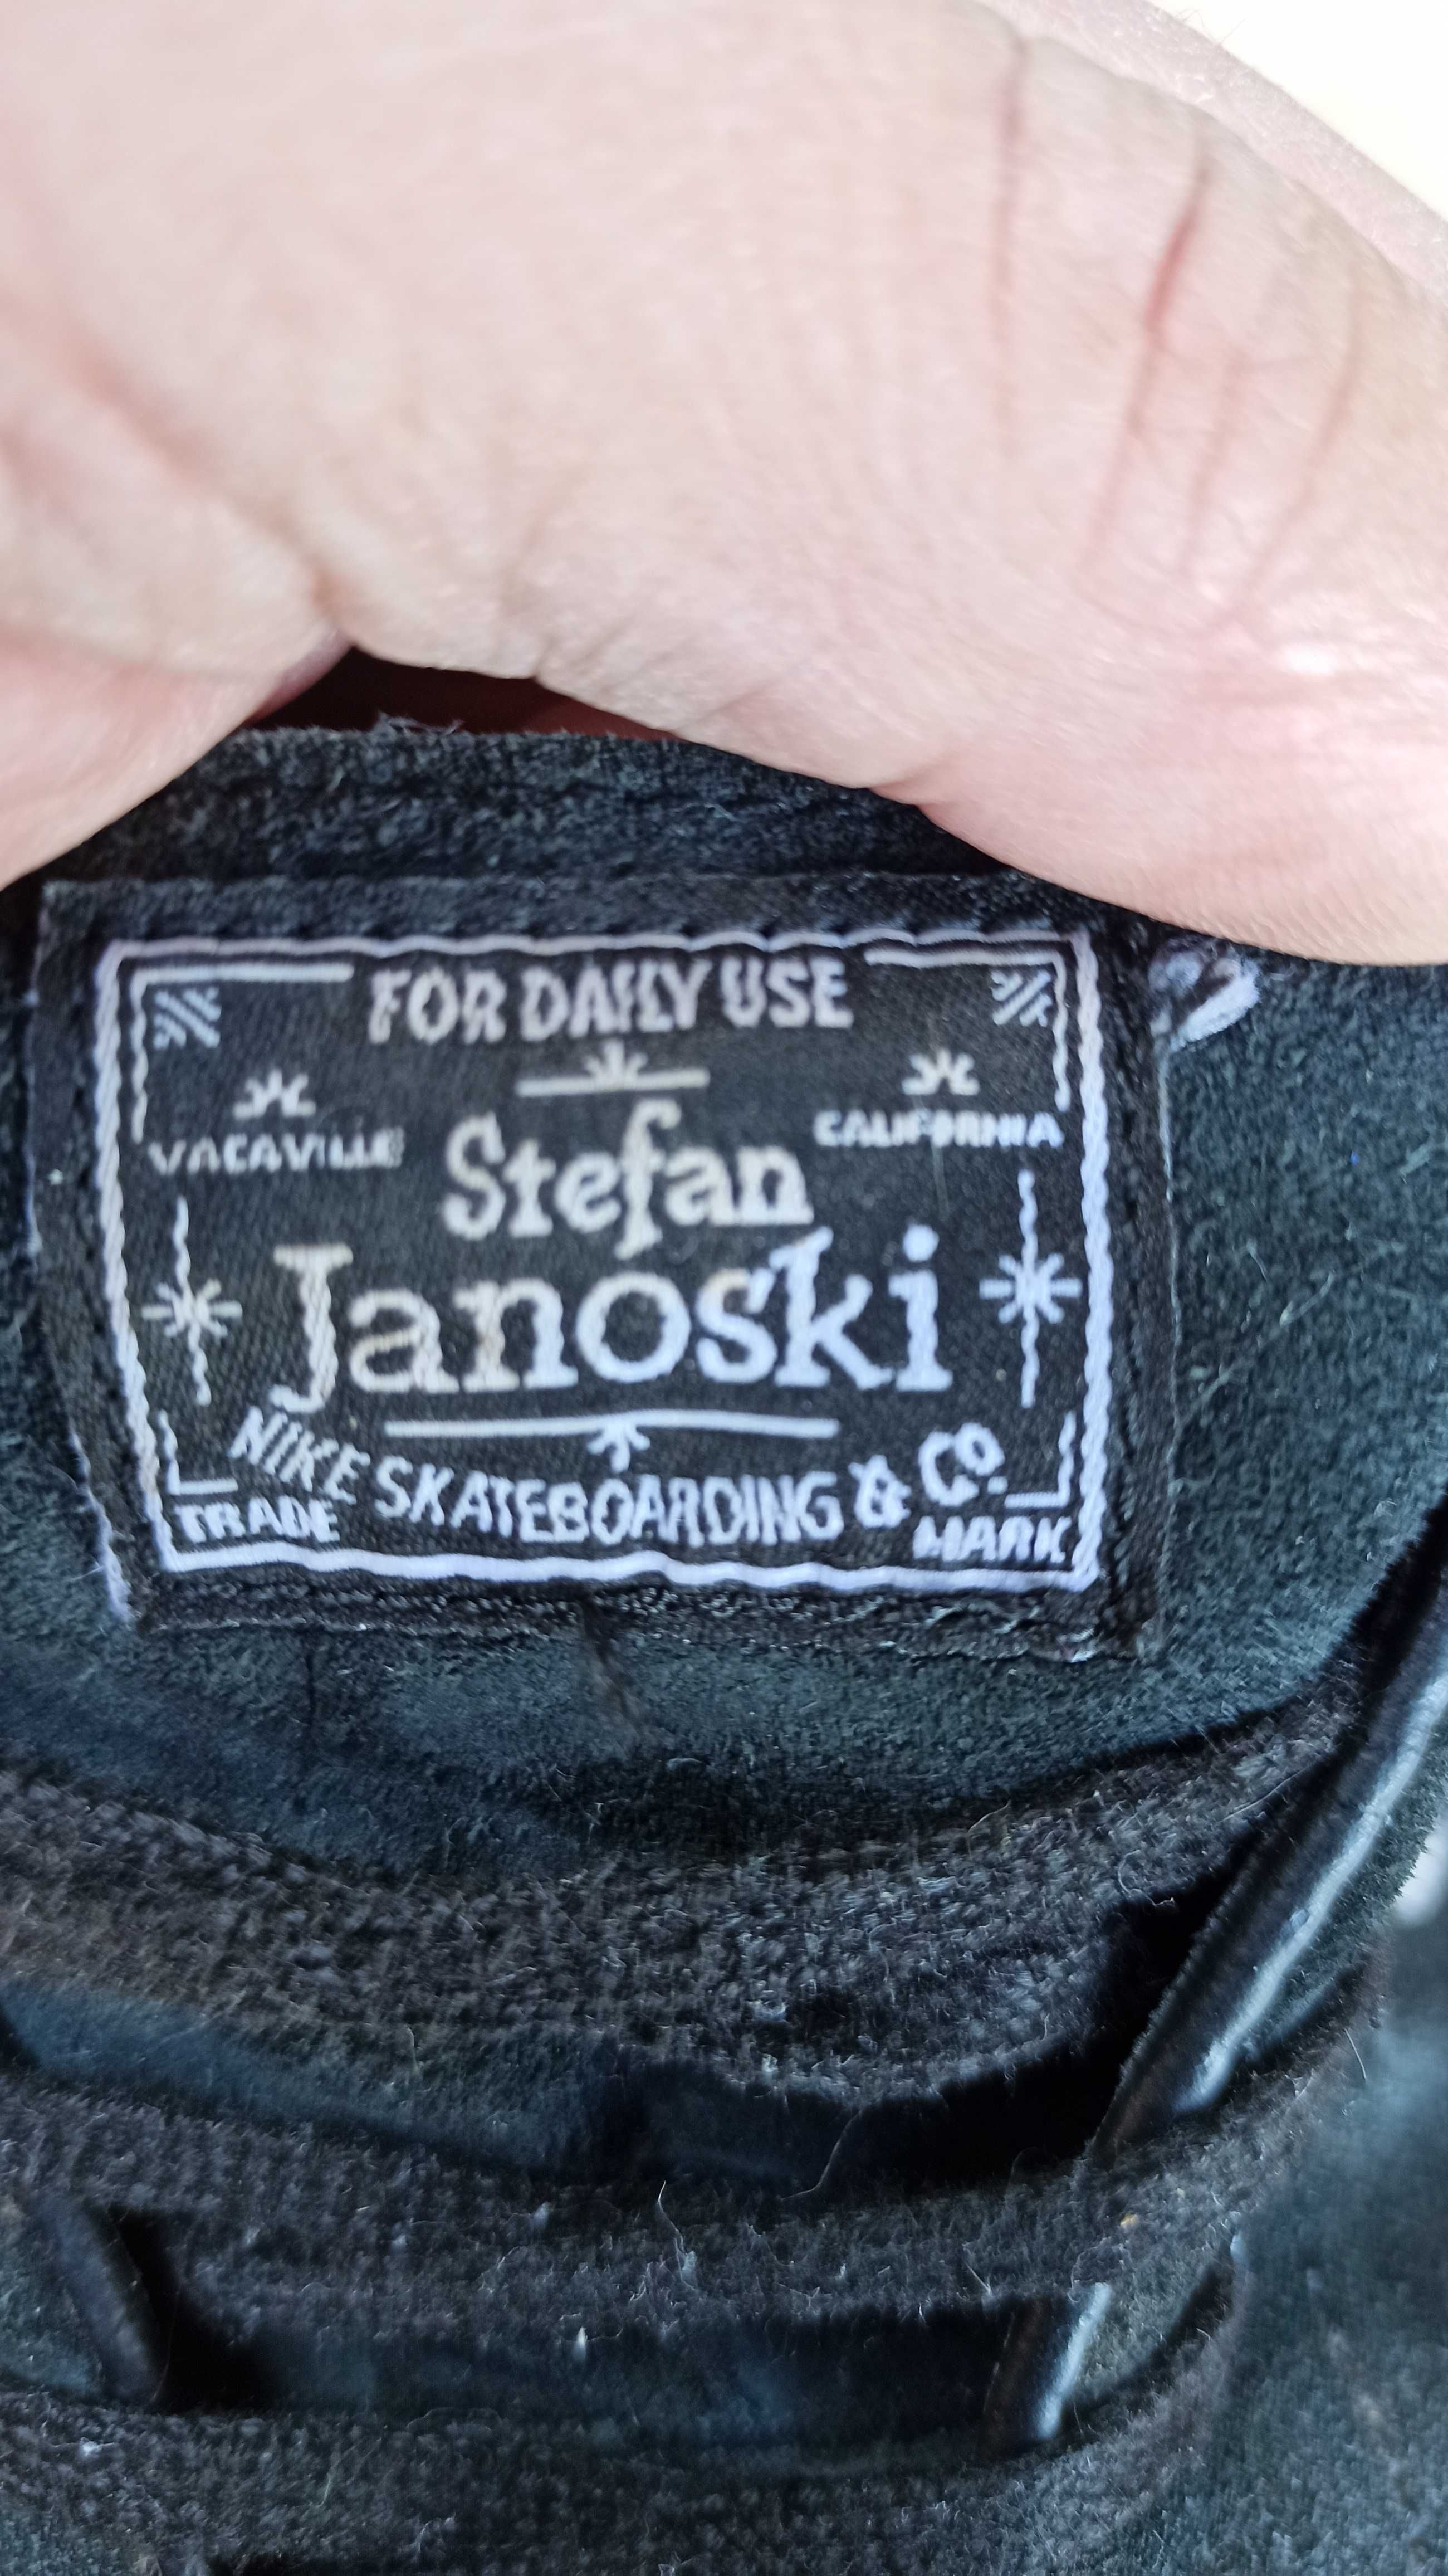 FOR DAILY USE
VACAVILLE
CALIFORNIA
Stefan
Janoski
NIKE SKATEBOARDING & Co.
TRADE MARK